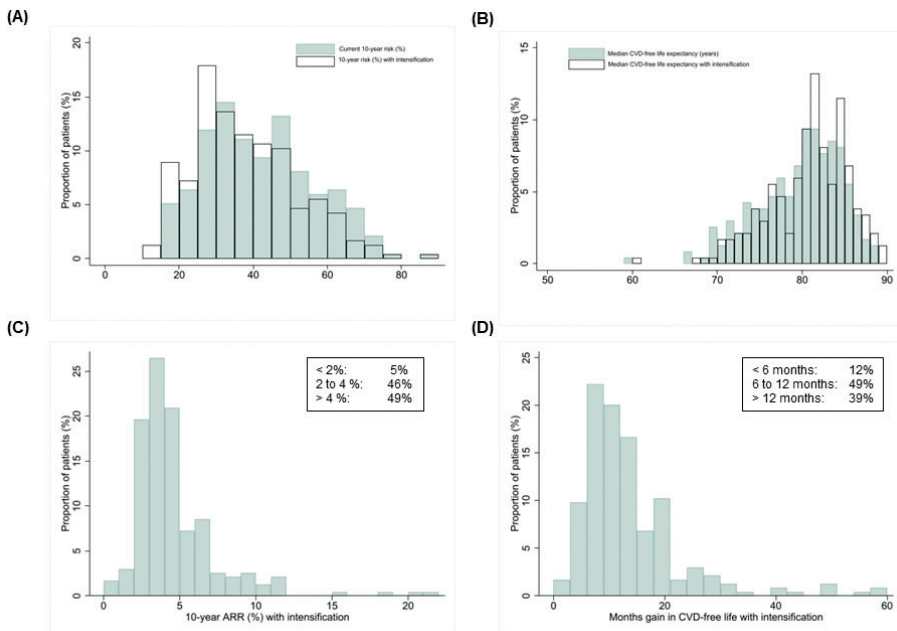 (A)
Current 10-year risk (%)
10-year risk (%) with intensification
Proportion of patients (%)
20
15
10
5
0
0 20 40 60 80
(B)
Median CVD-free life expectancy (years)
Median CVD-free life expectancy with intensification
Proportion of patients (%)
15
10
5
0
50 60 70 80 90
(C)
< 2%: 5%
2 to 4 %: 46%
> 4 %: 49%
Proportion of patients (%)
25
20
15
10
5
0
0 5 10 15 20
10-year ARR (%) with intensification
(D)
< 6 months: 12%
6 to 12 months: 49%
> 12 months: 39%
Proportion of patients (%)
25
20
15
10
5
0
0 20 40 60
Months gain in CVD-free life with intensification